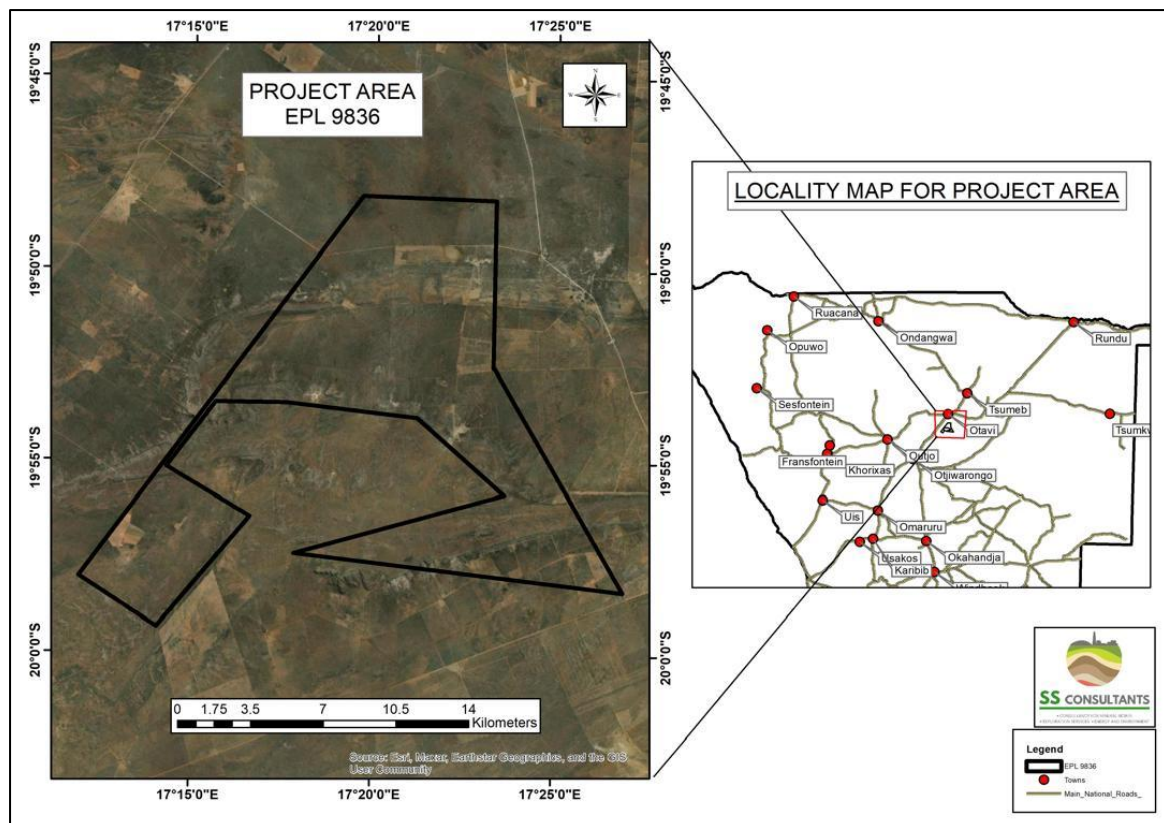 17°15'0"E
17°20'0"E
17°25'0"E
19°45'0"S
19°50'0"S
19°55'0"S
20°0'0"S
PROJECT AREA
EPL 9836
N
E
S
W
19°45'0"S
19°50'0"S
19°55'0"S
20°0'0"S
0 1.75 3.5 7 10.5 14
Kilometers
Source: Esri, Maxar, Earthstar Geographics, and the GIS
User Community
17°15'0"E
17°20'0"E
17°25'0"E
LOCALITY MAP FOR PROJECT AREA
Ruacana
Ondangwa
Rundu
Opuwo
Sesfontein
Tsumeb
Otavi
Tsumkw
Fransfontein
Khorixas
Outjo
Otjiwarongo
Uis
Omaruru
Usakos
Karibib
Okahandja
SS CONSULTANTS
Legend
EPL 9836
Towns
Main_National_Roads_